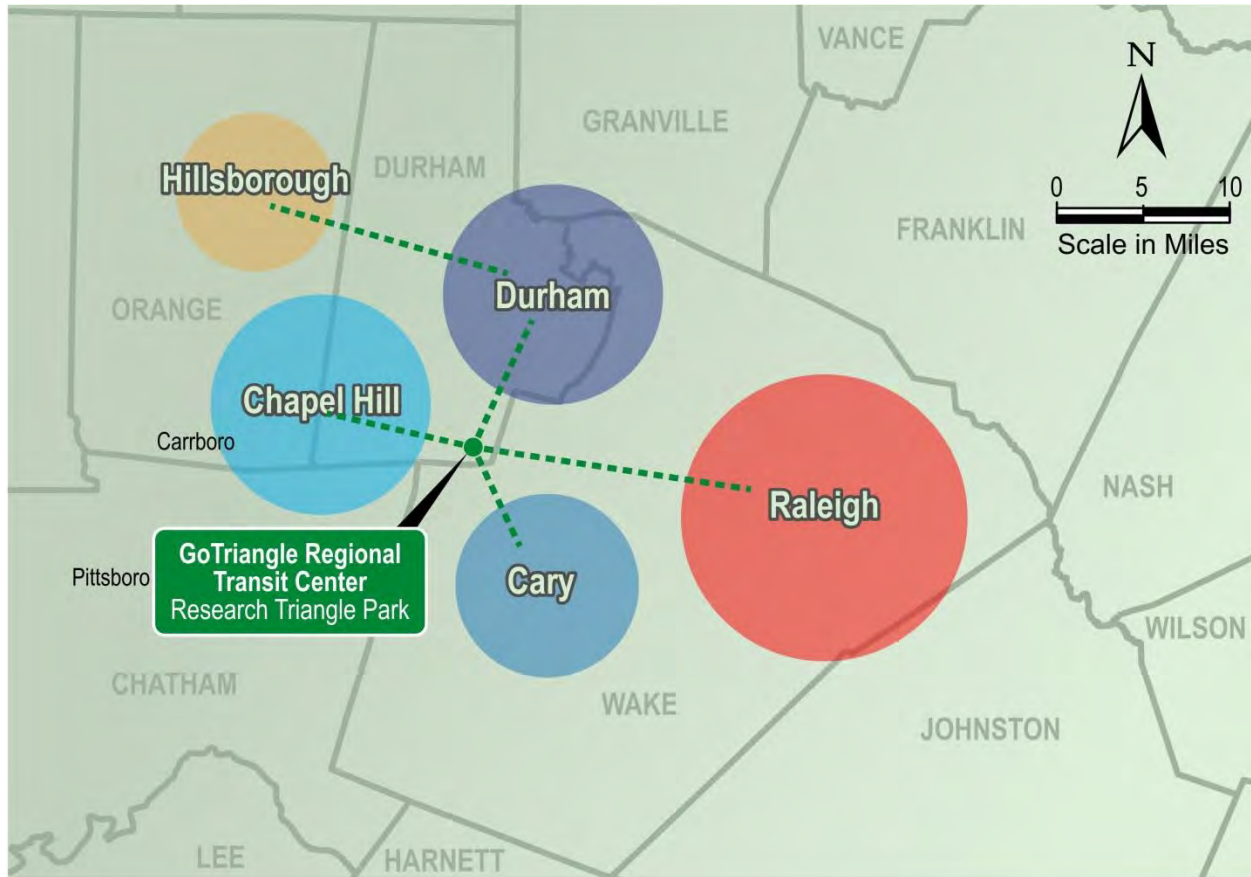 VANCE
N
GRANVILLE
DURHAM
Hillsborough
0 5 10
Scale in Miles
FRANKLIN
Durham
ORANGE
Chapel Hill
Carrboro
NASH
Raleigh
GoTriangle Regional
Transit Center
Research Triangle Park
Pittsboro
Cary
WILSON
CHATHAM
WAKE
JOHNSTON
LEE
HARNETT